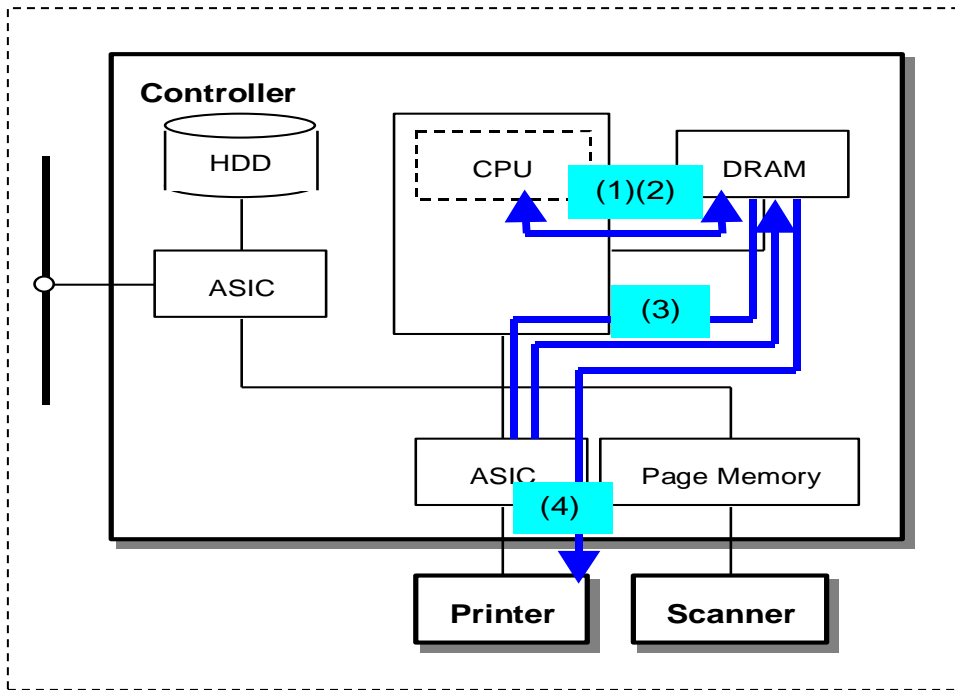 Controller
HDD
CPU
(1)(2)
DRAM
ASIC
(3)
ASIC
Page Memory
(4)
Printer
Scanner